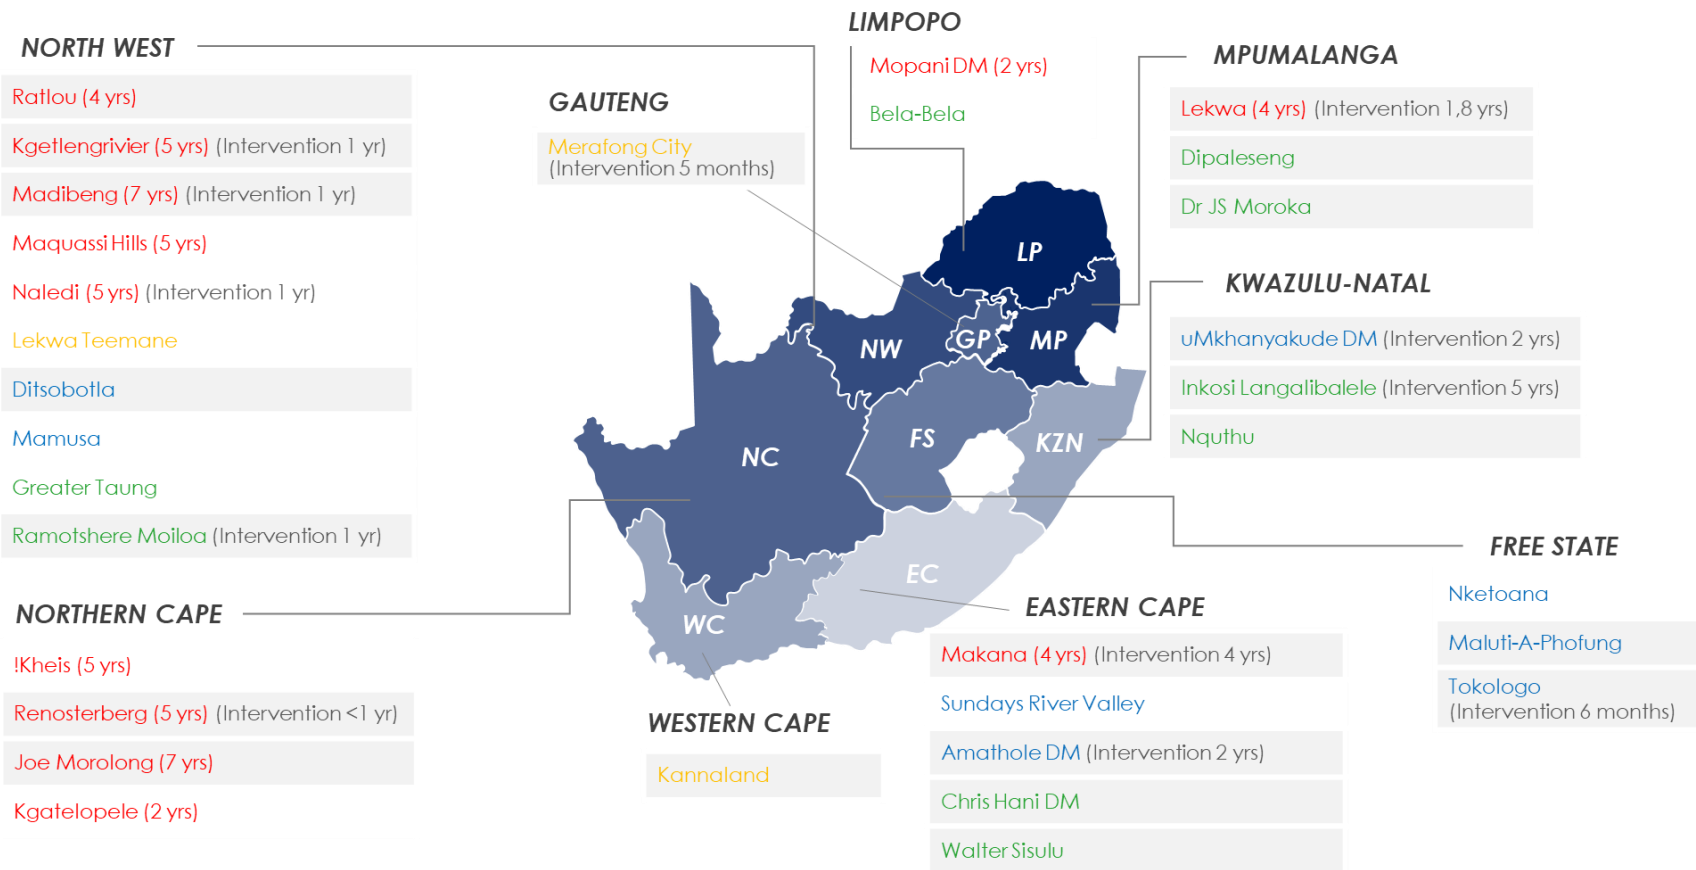 NORTH WEST
Ratlou (4 yrs)
Kgetlengrivier (5 yrs) (Intervention 1 yr)
Madibeng (7 yrs) (Intervention 1 yr)
Maquassi Hills (5 yrs)
Naledi (5 yrs) (Intervention 1 yr)
Lekwa Teemane
Ditsobotla
Mamusa
Greater Taung
Ramotshere Moiloa (Intervention 1 yr)
NORTHERN CAPE
!Kheis (5 yrs)
Renosterberg (5 yrs) (Intervention <1 yr)
Joe Morolong (7 yrs)
Kgatelopele (2 yrs)
GAUTENG
Merafong City
(Intervention 5 months)
LIMPOPO
Mopani DM (2 yrs)
Bela-Bela
MPUMALANGA
Lekwa (4 yrs) (Intervention 1,8 yrs)
Dipaleseng
Dr JS Moroka
KWAZULU-NATAL
uMkhanyakude DM (Intervention 2 yrs)
Inkosi Langalibalele (Intervention 5 yrs)
Nquthu
LP
NW
GP
MP
NC
FS
KZN
EC
WC
WESTERN CAPE
Kannaland
EASTERN CAPE
Makana (4 yrs) (Intervention 4 yrs)
Sundays River Valley
Amathole DM (Intervention 2 yrs)
Chris Hani DM
Walter Sisulu
FREE STATE
Nketoana
Maluti-A-Phofung
Tokologo
(Intervention 6 months)